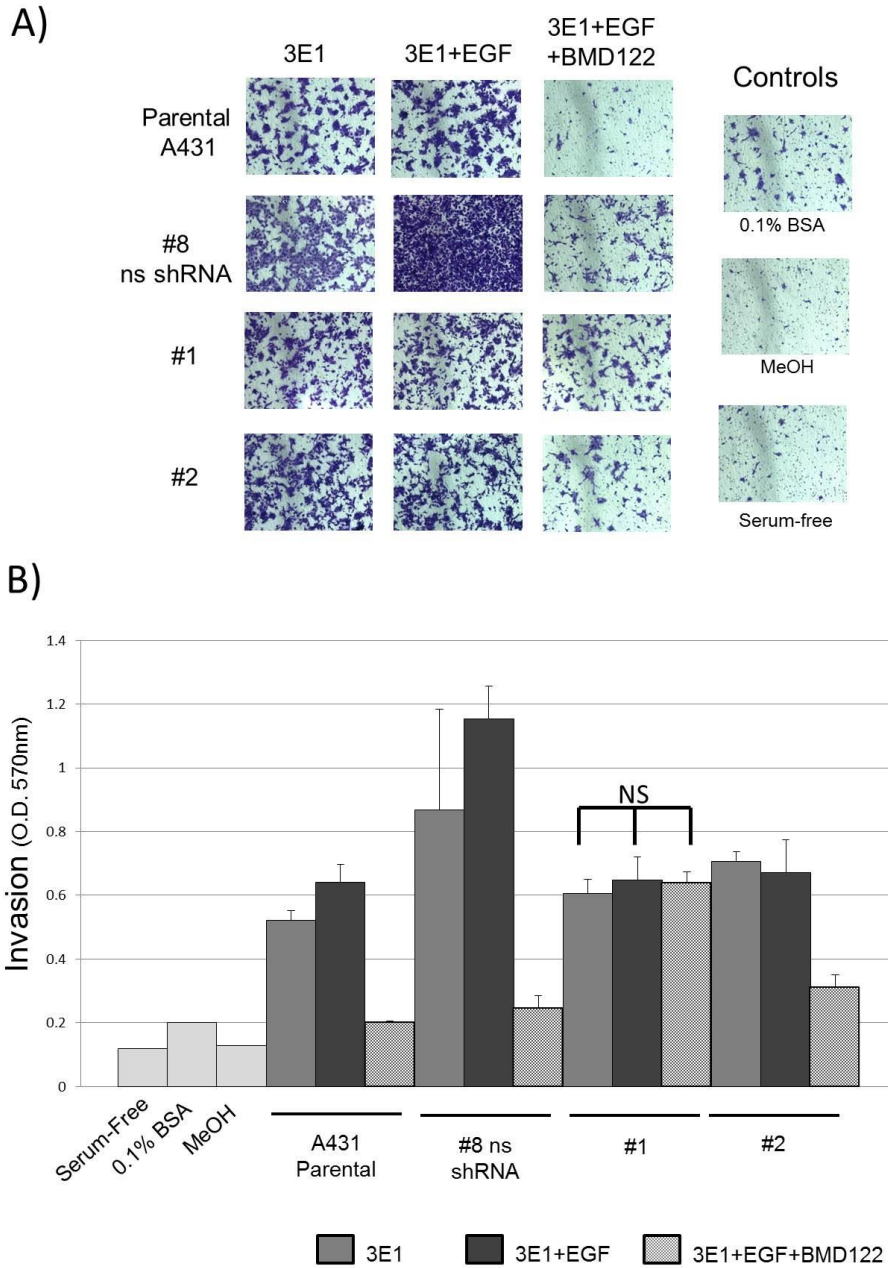 A)
3E1
3E1+EGF
3E1+EGF
+BMD122
Controls
Parental
A431
0.1% BSA
#8
ns shRNA
MeOH
#1
#2
Serum-free
B)
Invasion (O.D. 570nm)
1.4
1.2
1
0.8
0.6
0.4
0.2
0
NS
Serum-Free
0.1% BSA
MeOH
A431
Parental
#8 ns
shRNA
#1
#2
3E1
3E1+EGF
3E1+EGF+BMD122